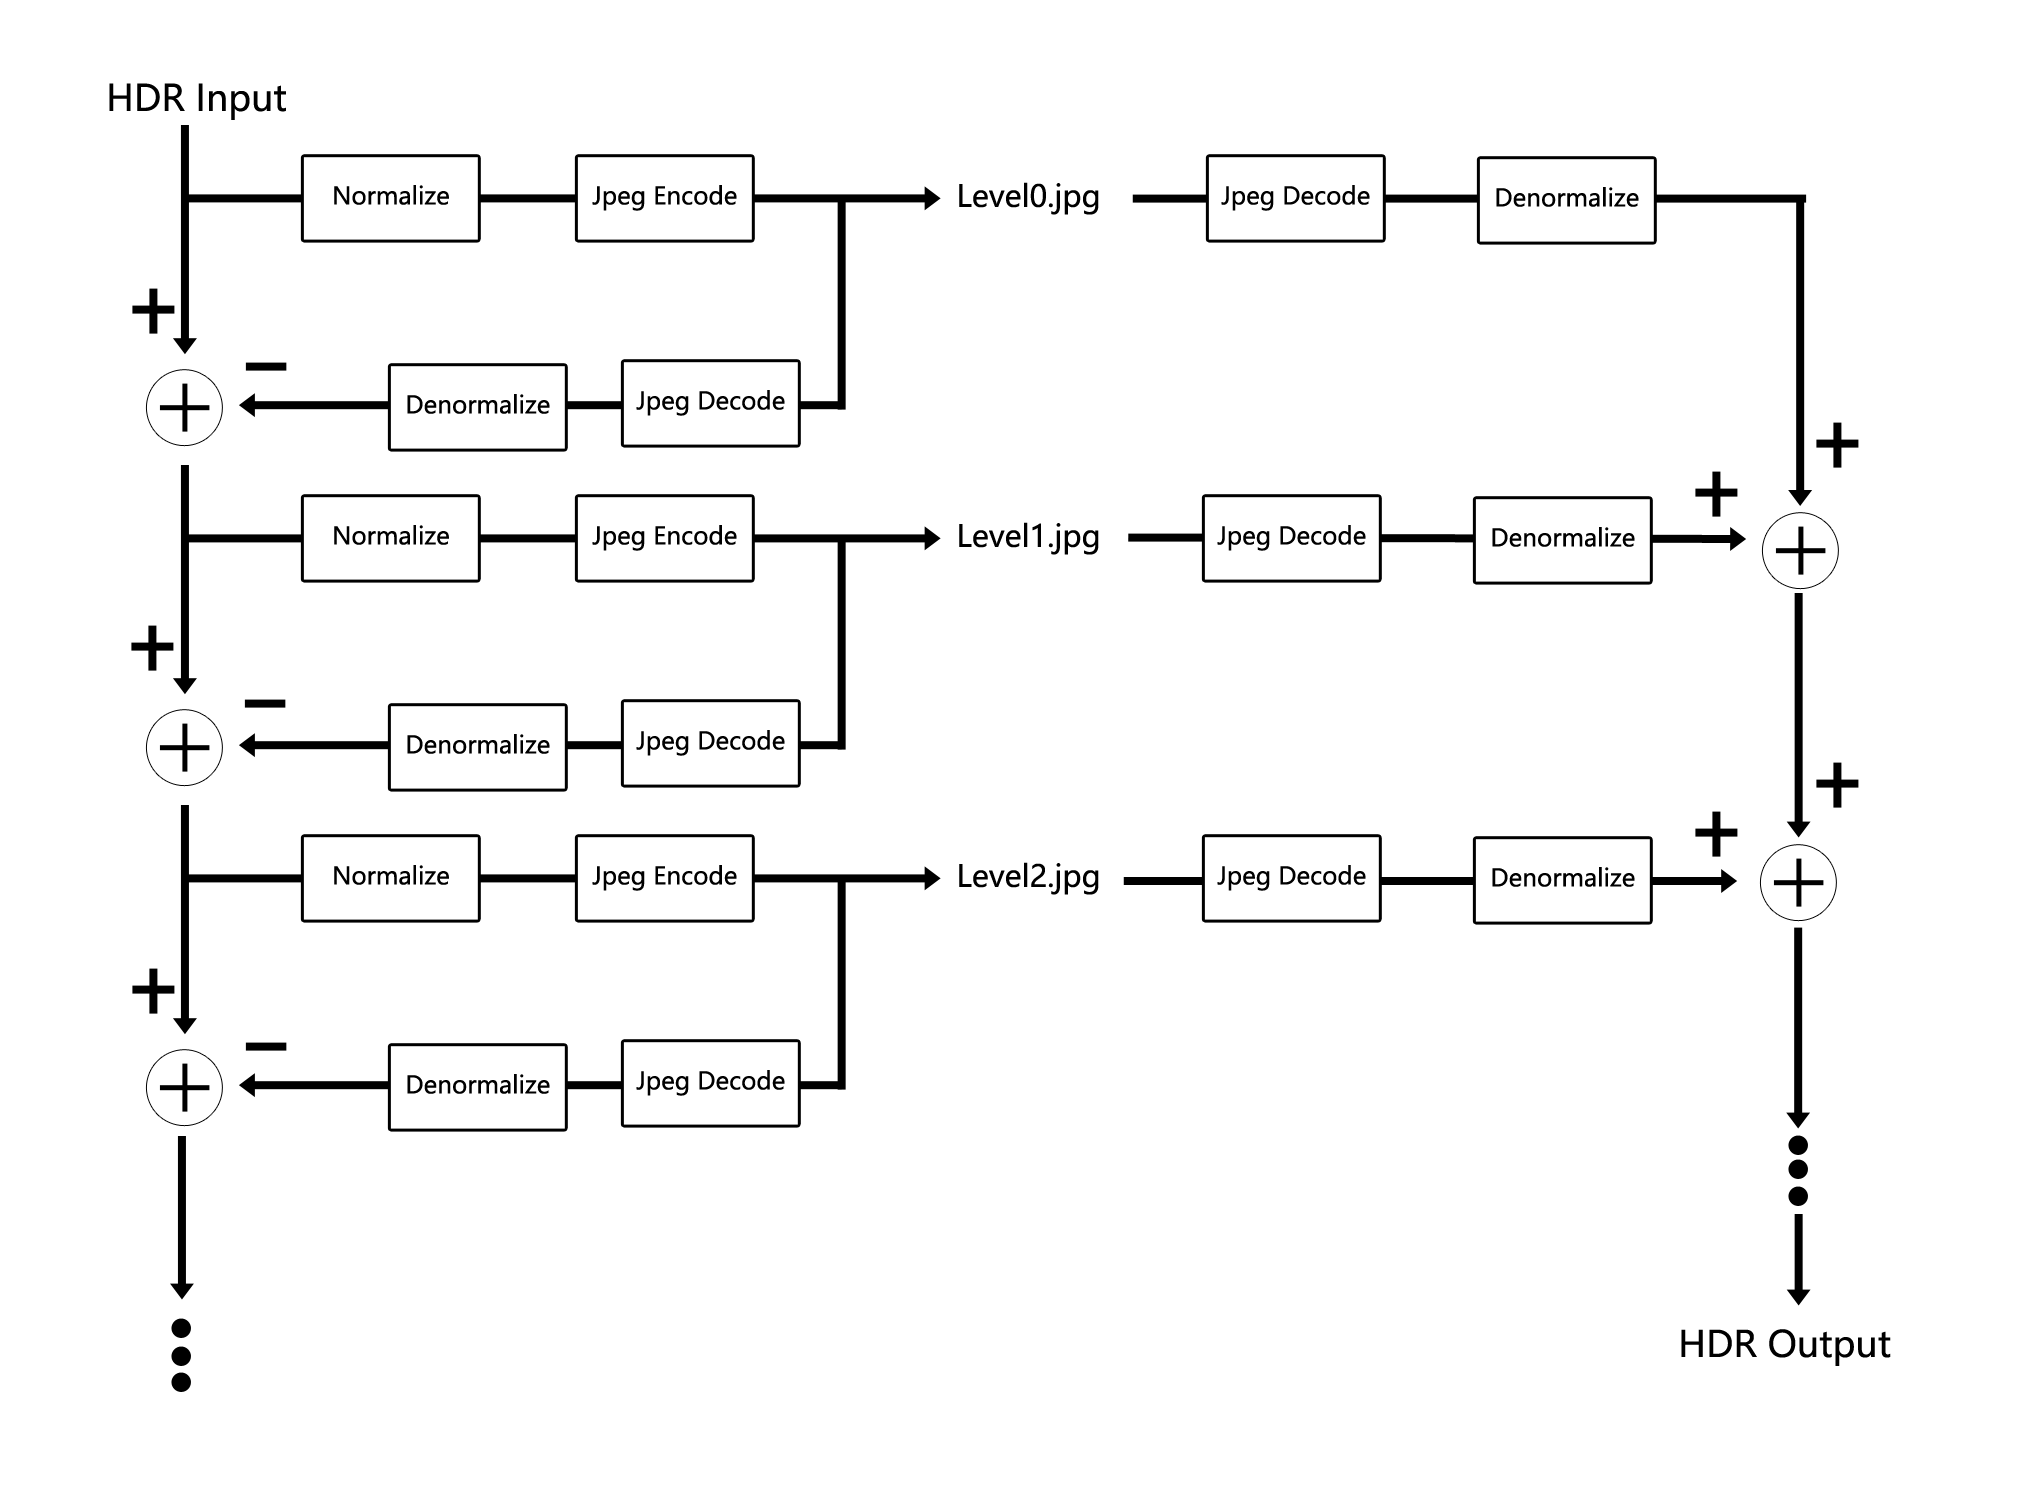 HDR Input
Normalize
Jpeg Encode
Level0.jpg
Jpeg Decode
Denormalize
+
−
Denormalize
Jpeg Decode
+
+
+
+
Normalize
Jpeg Encode
Level1.jpg
Jpeg Decode
Denormalize
+
+
−
Denormalize
Jpeg Decode
+
+
+
Normalize
Jpeg Encode
Level2.jpg
Jpeg Decode
Denormalize
+
+
−
Denormalize
Jpeg Decode
+
HDR Output